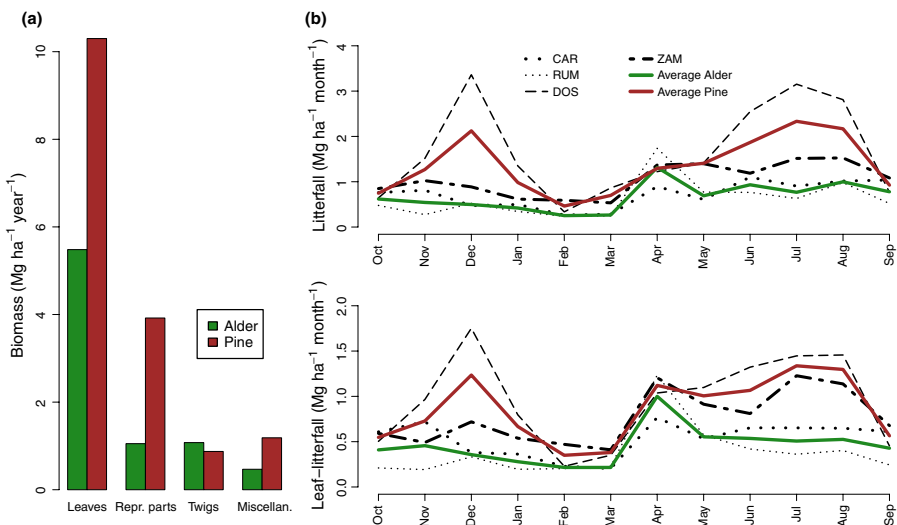 (a)
Biomass (Mg ha⁻¹ year⁻¹)
10
8
6
4
2
0
Alder
Pine
Leaves Repr. parts Twigs Miscellan.
(b)
Litterfall (Mg ha⁻¹ month⁻¹)
4
3
2
1
0
CAR
RUM
DOS
ZAM
Average Alder
Average Pine
Oct Nov Dec Jan Feb Mar Apr May Jun Jul Aug Sep
Leaf−litterfall (Mg ha⁻¹ month⁻¹)
2.0
1.5
1.0
0.5
0.0
Oct Nov Dec Jan Feb Mar Apr May Jun Jul Aug Sep